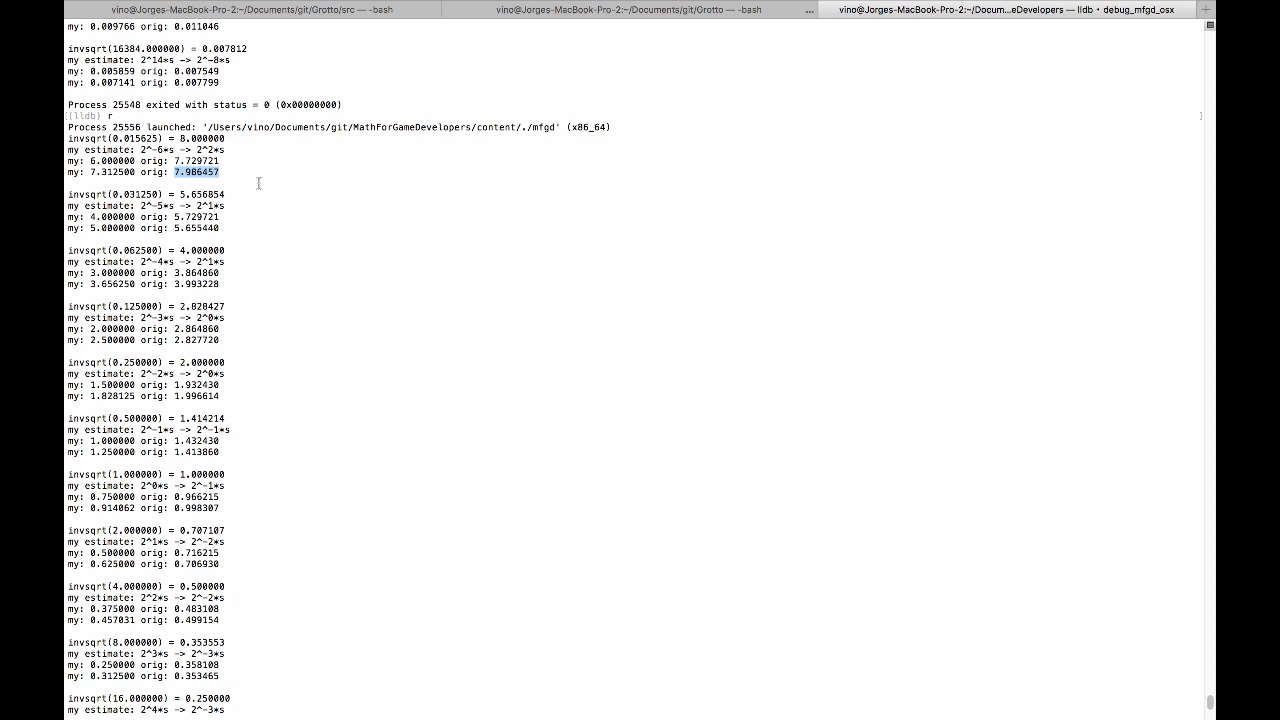 vino@Jorges-MacBook-Pro-2:~/Documents/git/Grotto/src — -bash
vino@Jorges-MacBook-Pro-2:~/Documents/git/Grotto — -bash
...
vino@Jorges-MacBook-Pro-2:~/Docum...eDevelopers — lldb • debug_mfgd_osx
+
my: 0.009766 orig: 0.011046
invsqrt(16384.000000) = 0.007812
my estimate: 2^14*s -> 2^-8*s
my: 0.005859 orig: 0.007549
my: 0.007141 orig: 0.007799
Process 25548 exited with status = 0 (0x00000000)
[(lldb) r ]
Process 25556 launched: '/Users/vino/Documents/git/MathForGameDevelopers/content/./mfgd' (x86_64)
invsqrt(0.015625) = 8.000000
my estimate: 2^-6*s -> 2^2*s
my: 6.000000 orig: 7.729721
my: 7.312500 orig: 7.986457
invsqrt(0.031250) = 5.656854
my estimate: 2^-5*s -> 2^1*s
my: 4.000000 orig: 5.729721
my: 5.000000 orig: 5.655440
invsqrt(0.062500) = 4.000000
my estimate: 2^-4*s -> 2^1*s
my: 3.000000 orig: 3.864860
my: 3.656250 orig: 3.993228
invsqrt(0.125000) = 2.828427
my estimate: 2^-3*s -> 2^0*s
my: 2.000000 orig: 2.864860
my: 2.500000 orig: 2.827720
invsqrt(0.250000) = 2.000000
my estimate: 2^-2*s -> 2^0*s
my: 1.500000 orig: 1.932430
my: 1.828125 orig: 1.996614
invsqrt(0.500000) = 1.414214
my estimate: 2^-1*s -> 2^-1*s
my: 1.000000 orig: 1.432430
my: 1.250000 orig: 1.413860
invsqrt(1.000000) = 1.000000
my estimate: 2^0*s -> 2^-1*s
my: 0.750000 orig: 0.966215
my: 0.914062 orig: 0.998307
invsqrt(2.000000) = 0.707107
my estimate: 2^1*s -> 2^-2*s
my: 0.500000 orig: 0.716215
my: 0.625000 orig: 0.706930
invsqrt(4.000000) = 0.500000
my estimate: 2^2*s -> 2^-2*s
my: 0.375000 orig: 0.483108
my: 0.457031 orig: 0.499154
invsqrt(8.000000) = 0.353553
my estimate: 2^3*s -> 2^-3*s
my: 0.250000 orig: 0.358108
my: 0.312500 orig: 0.353465
invsqrt(16.000000) = 0.250000
my estimate: 2^4*s -> 2^-3*s